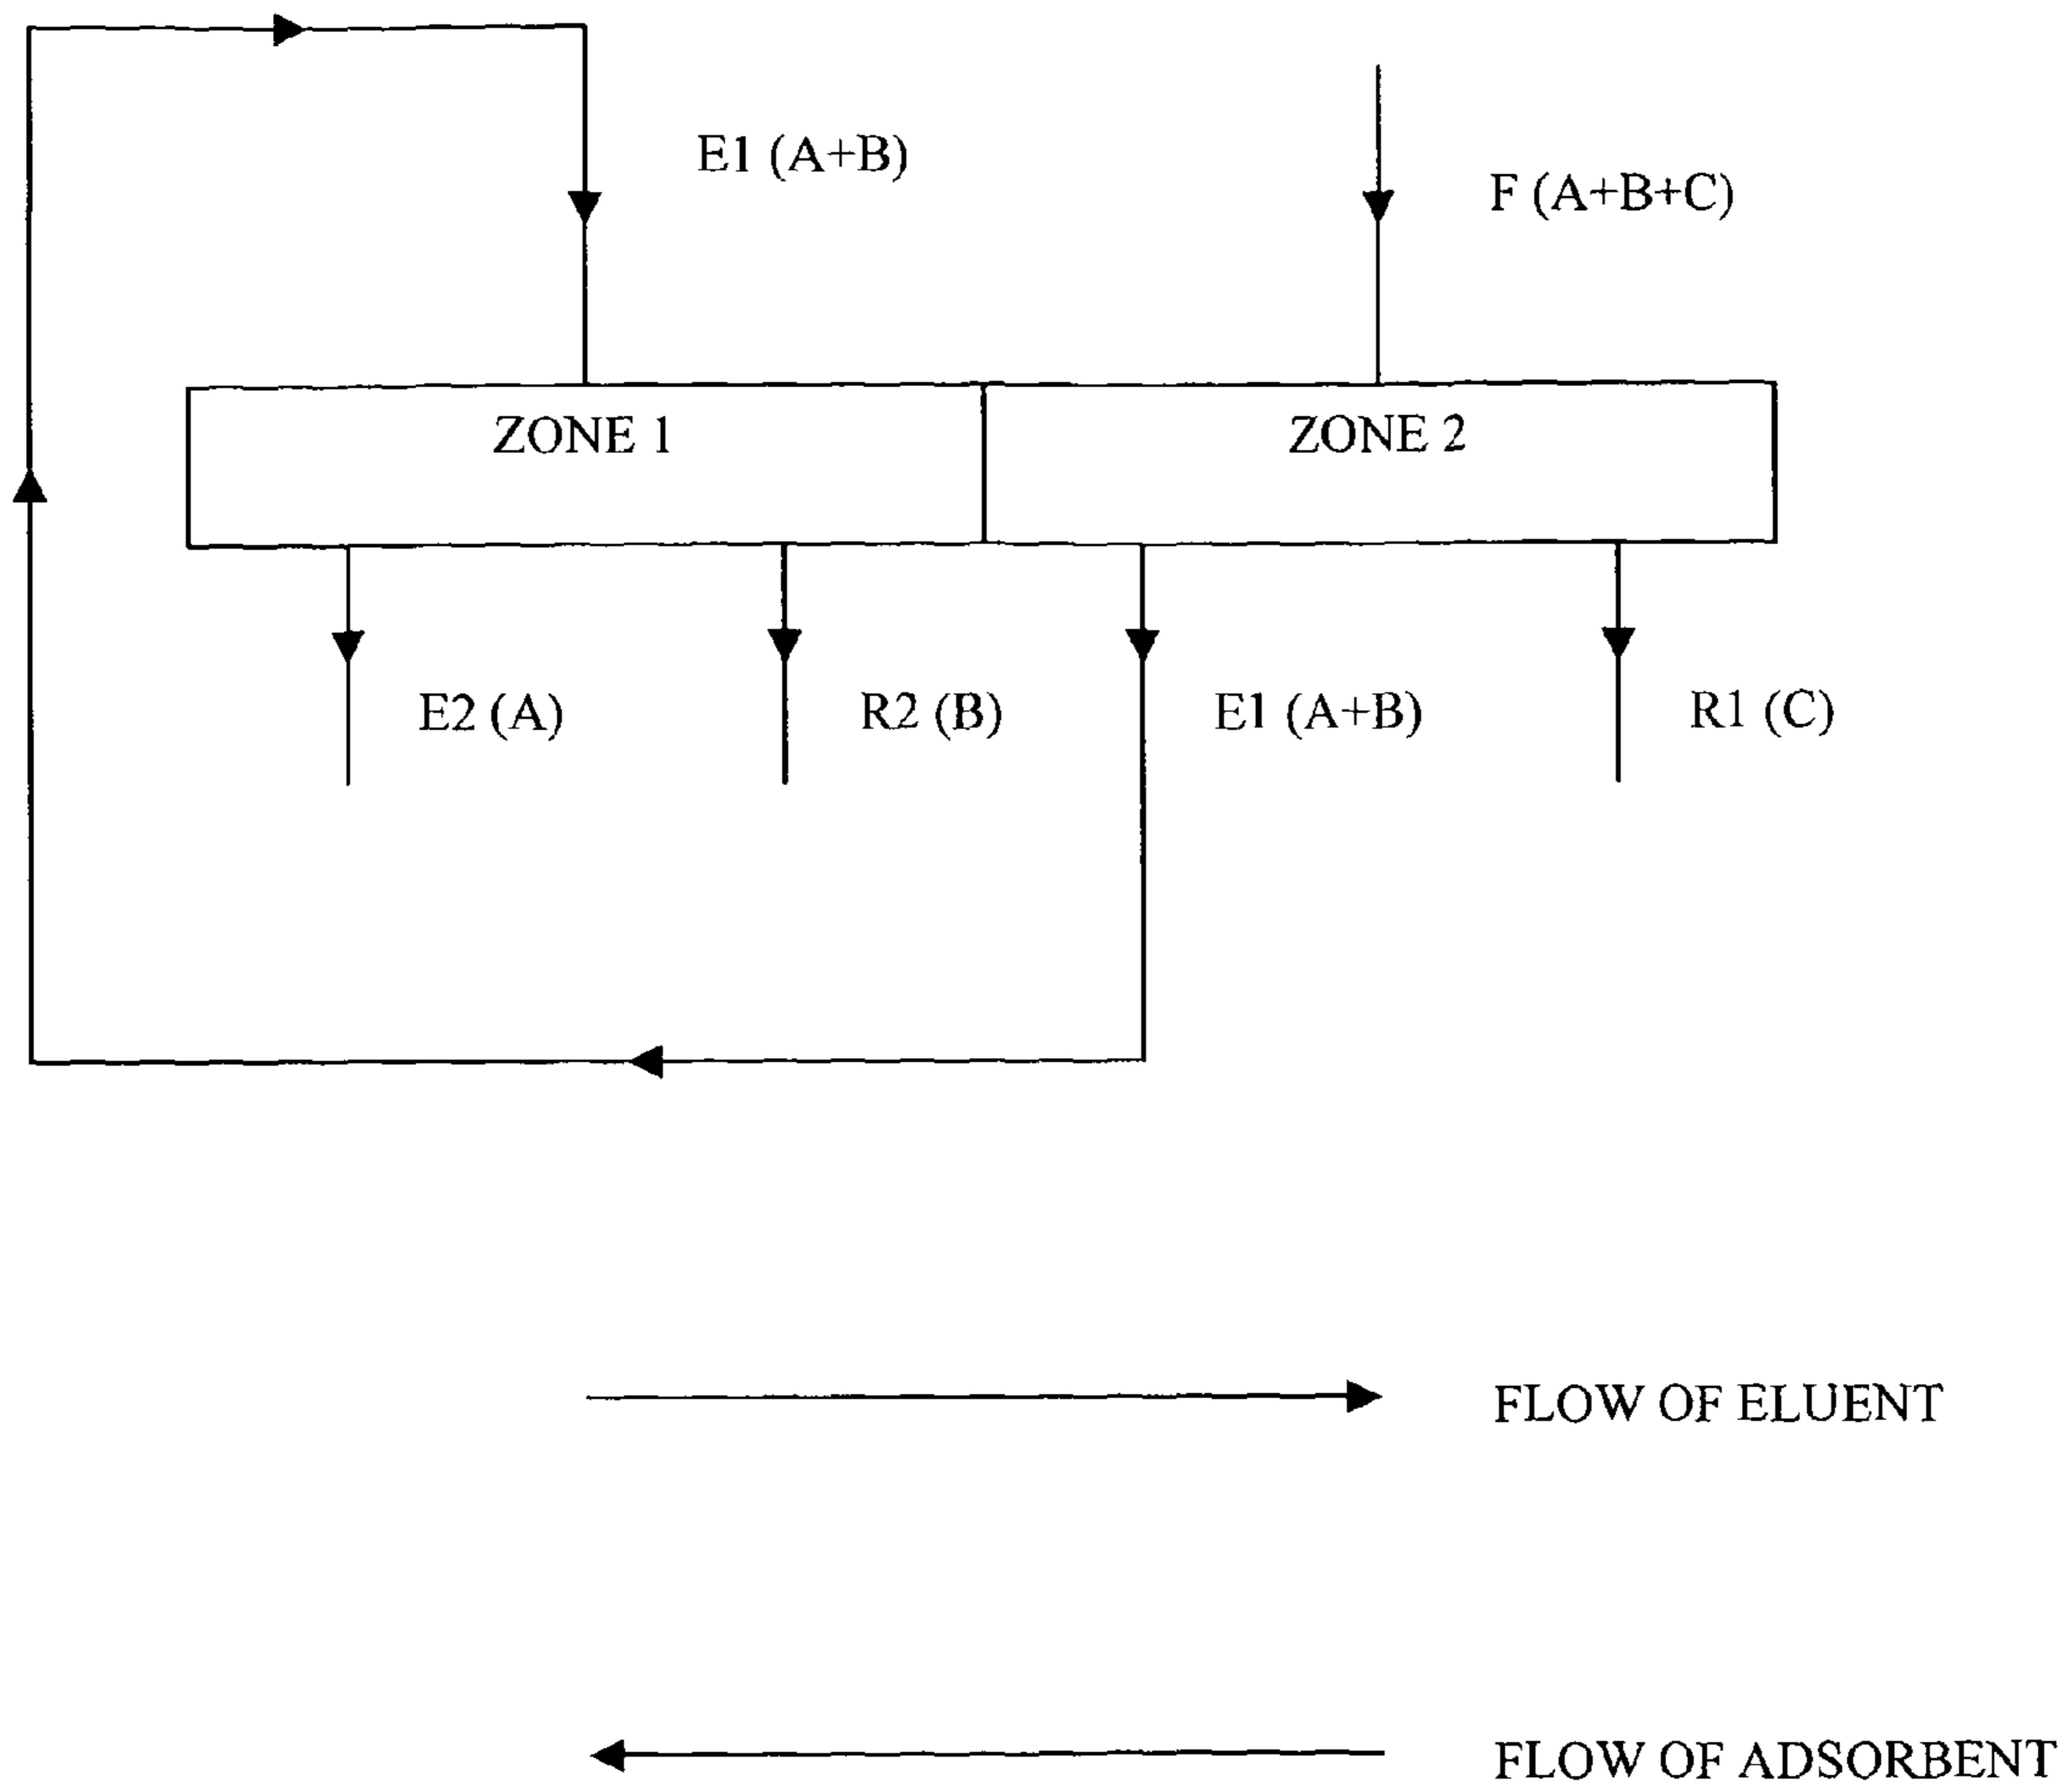 E1 (A+B)
F (A+B+C)
ZONE 1
ZONE 2
E2 (A)
R2 (B)
E1 (A+B)
R1 (C)
FLOW OF ELUENT
FLOW OF ADSORBENT